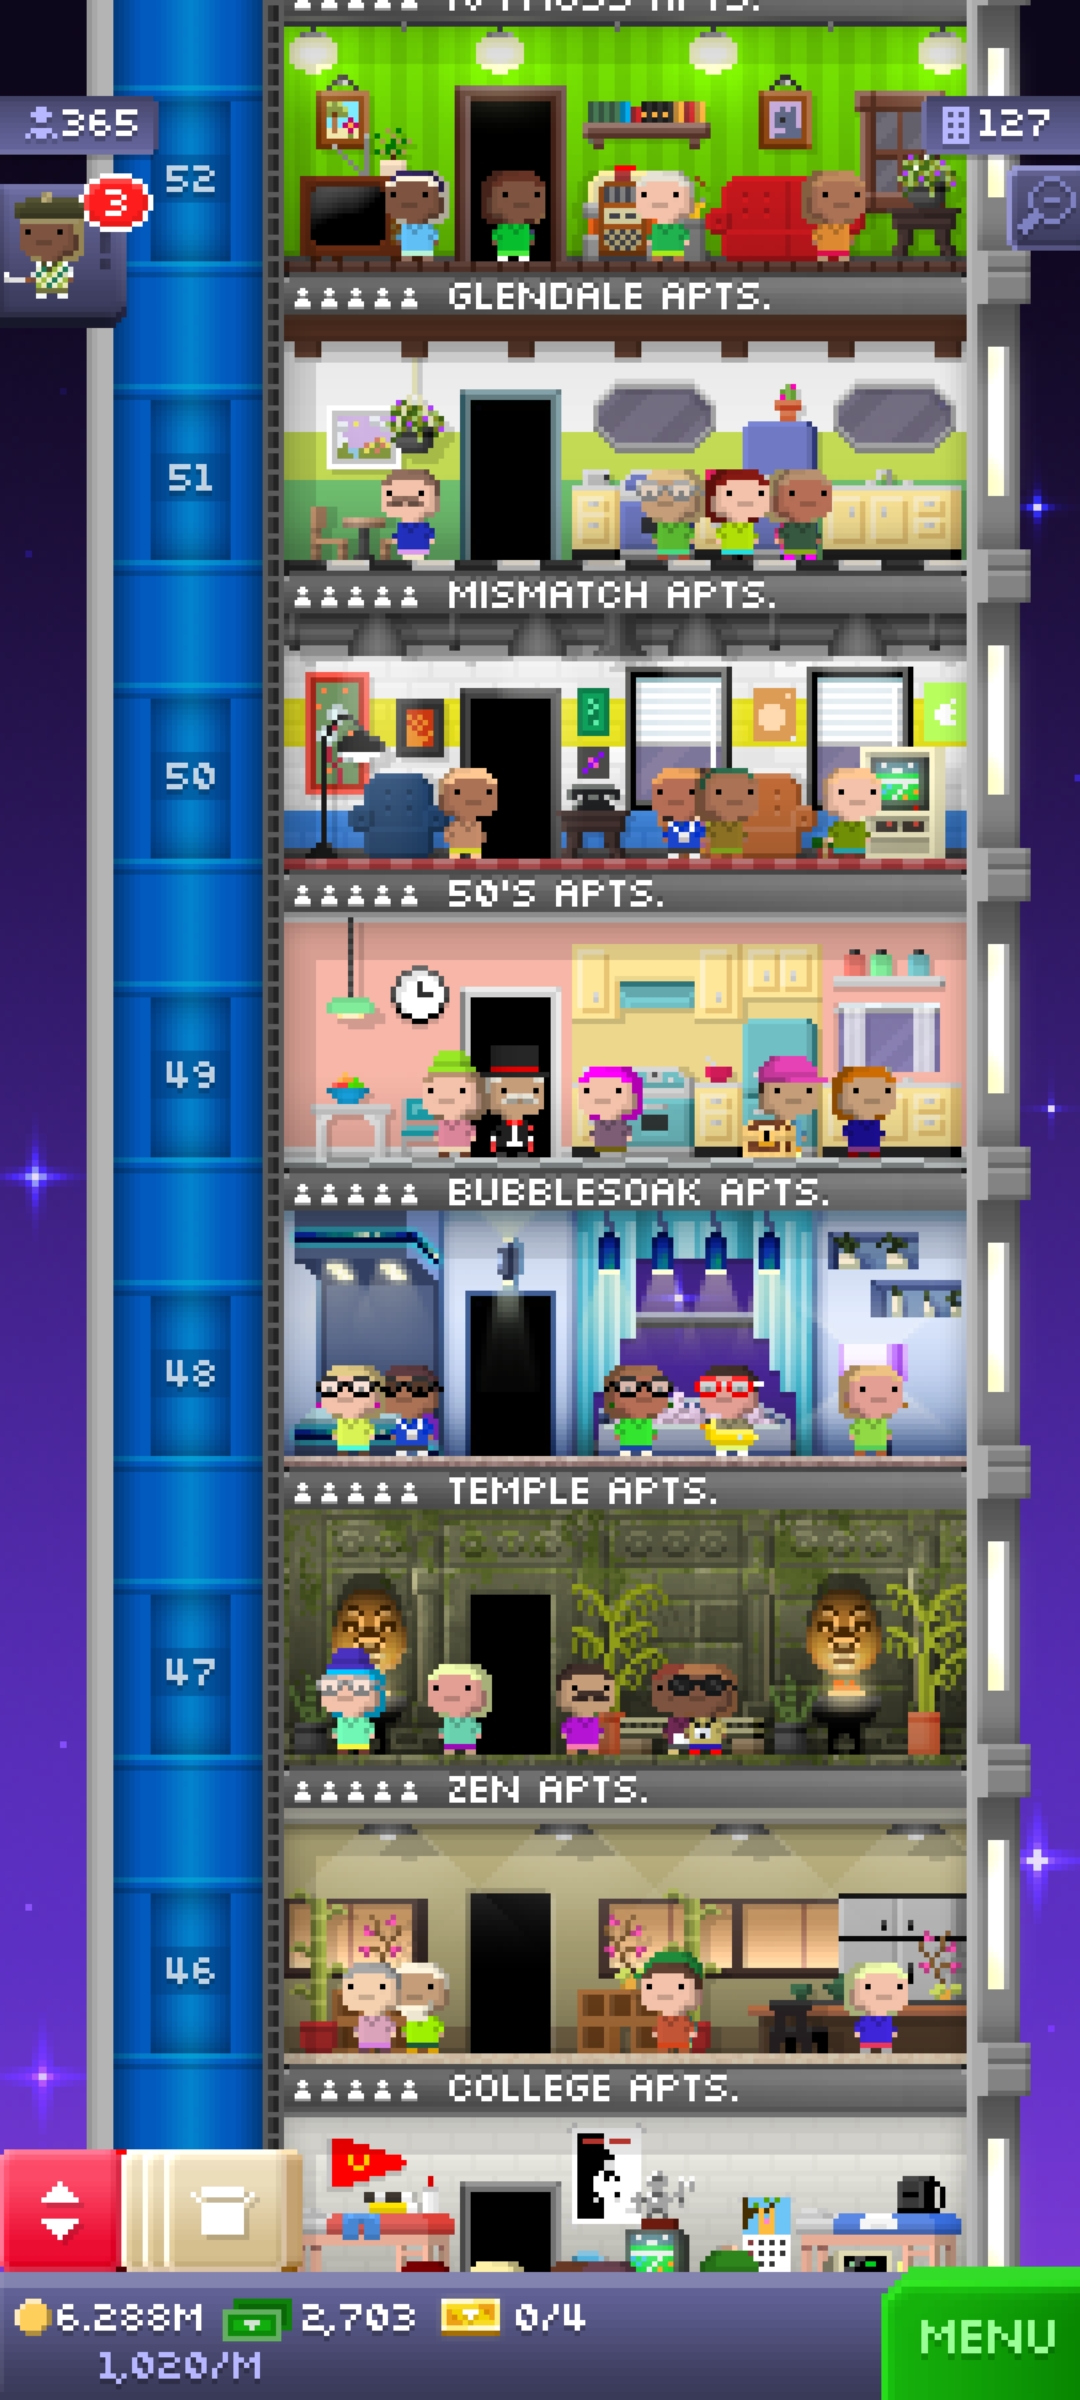 365
127
3
52
GLENDALE APTS.
51
MISMATCH APTS.
50
50'S APTS.
49
BUBBLESOAK APTS.
48
TEMPLE APTS.
47
ZEN APTS.
46
COLLEGE APTS.
6.288M 2,703 0/4
1,020/M
MENU